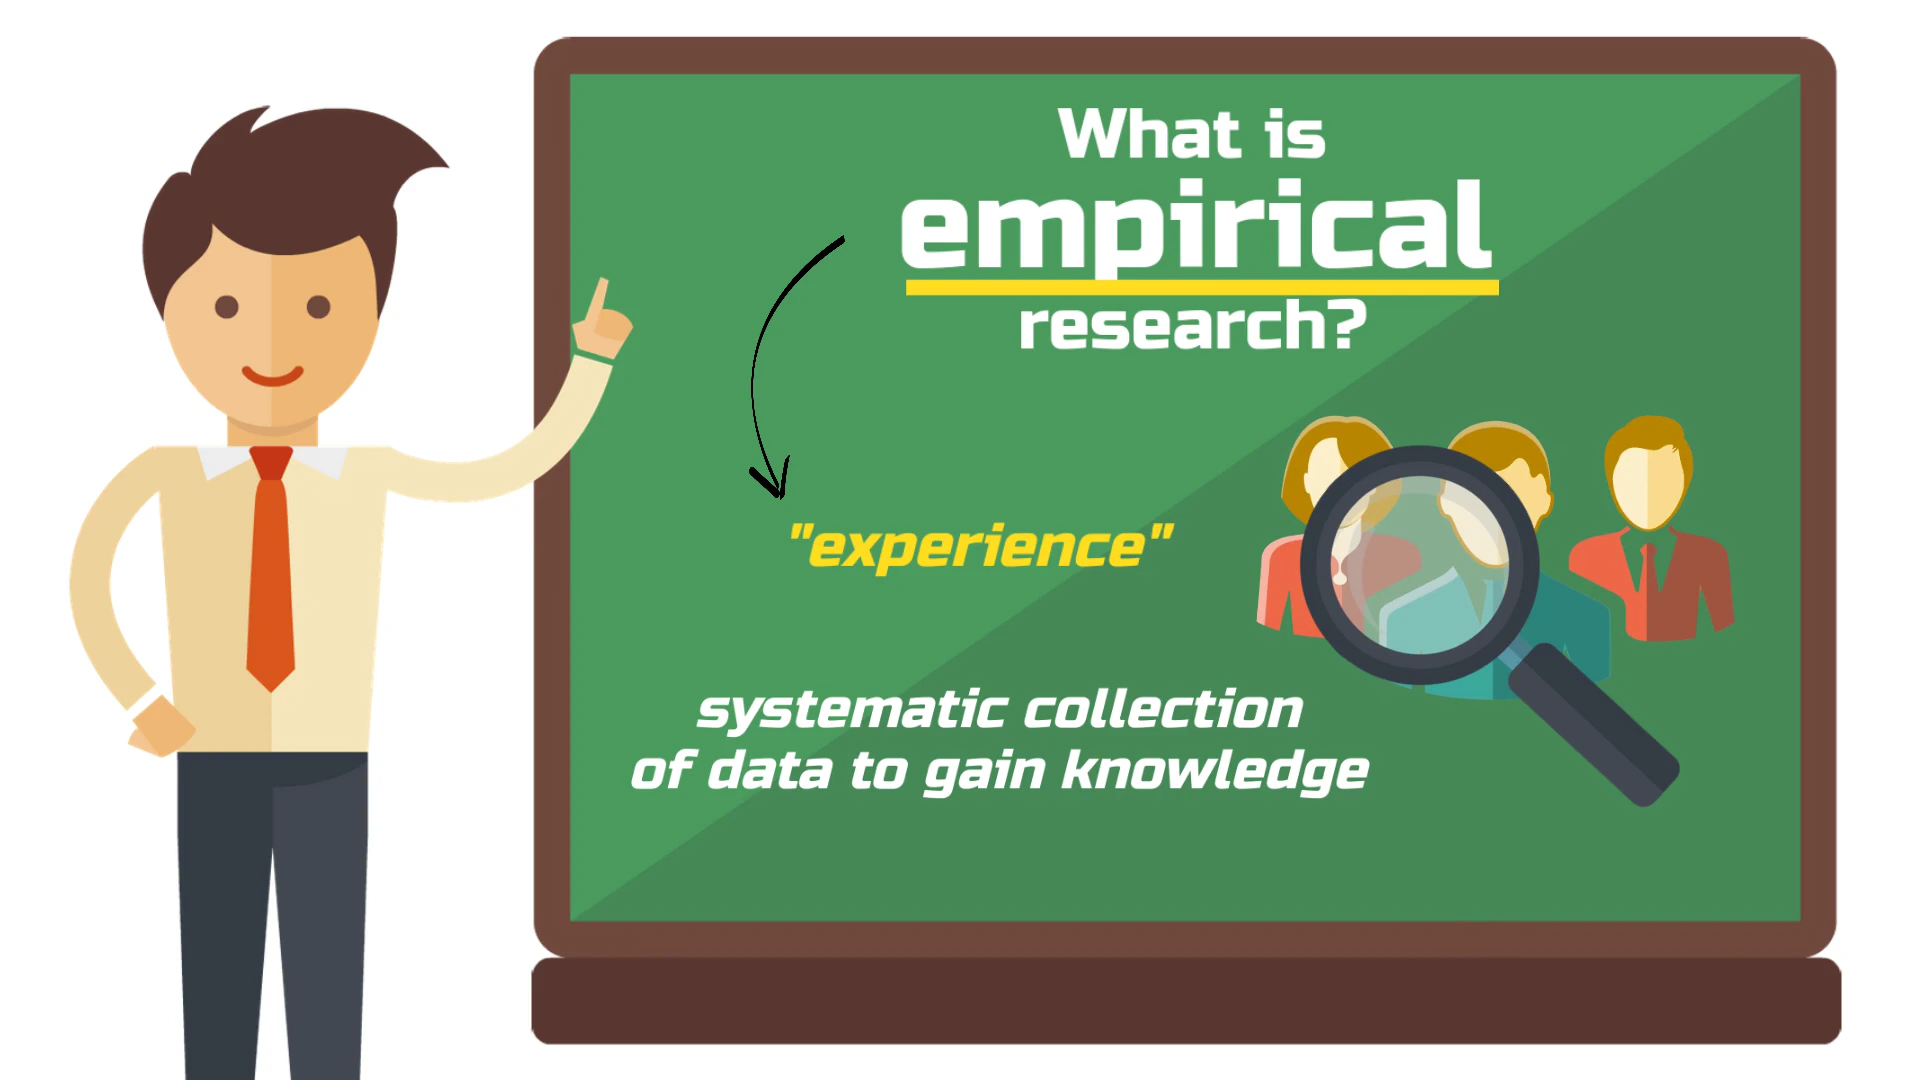 What is
empirical
research?
"experience"
systematic collection
of data to gain knowledge